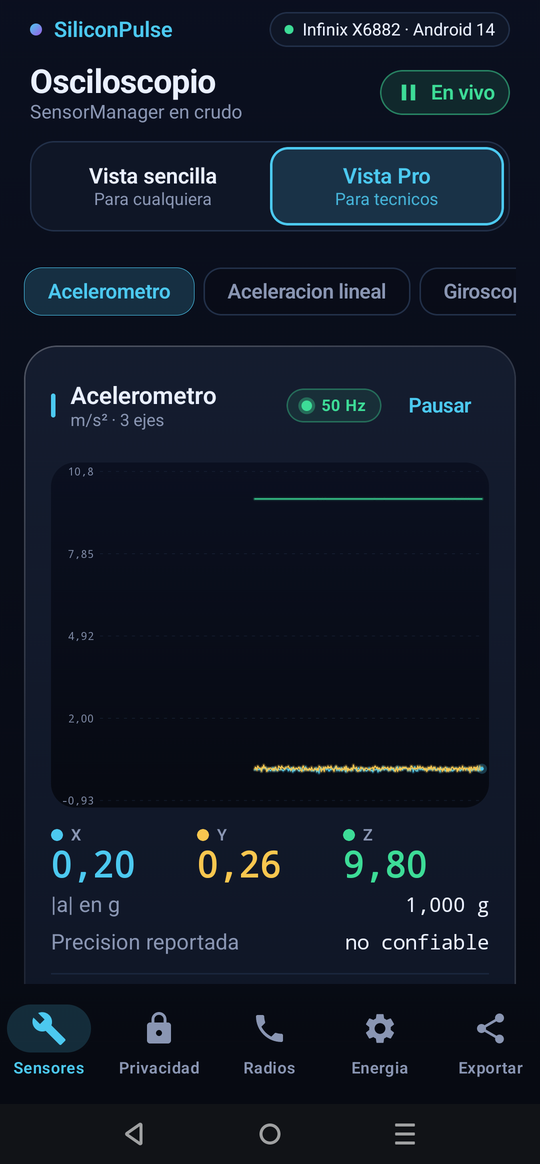 SiliconPulse
Infinix X6882 · Android 14
Osciloscopio
SensorManager en crudo
En vivo
Vista sencilla
Para cualquiera
Vista Pro
Para tecnicos
Acelerometro
Aceleracion lineal
Giroscop
Acelerometro
m/s² · 3 ejes
50 Hz
Pausar
10,8
7,85
4,92
2,00
-0,93
X
Y
Z
0,20
0,26
9,80
|a| en g
1,000 g
Precision reportada
no confiable
Sensores
Privacidad
Radios
Energia
Exportar